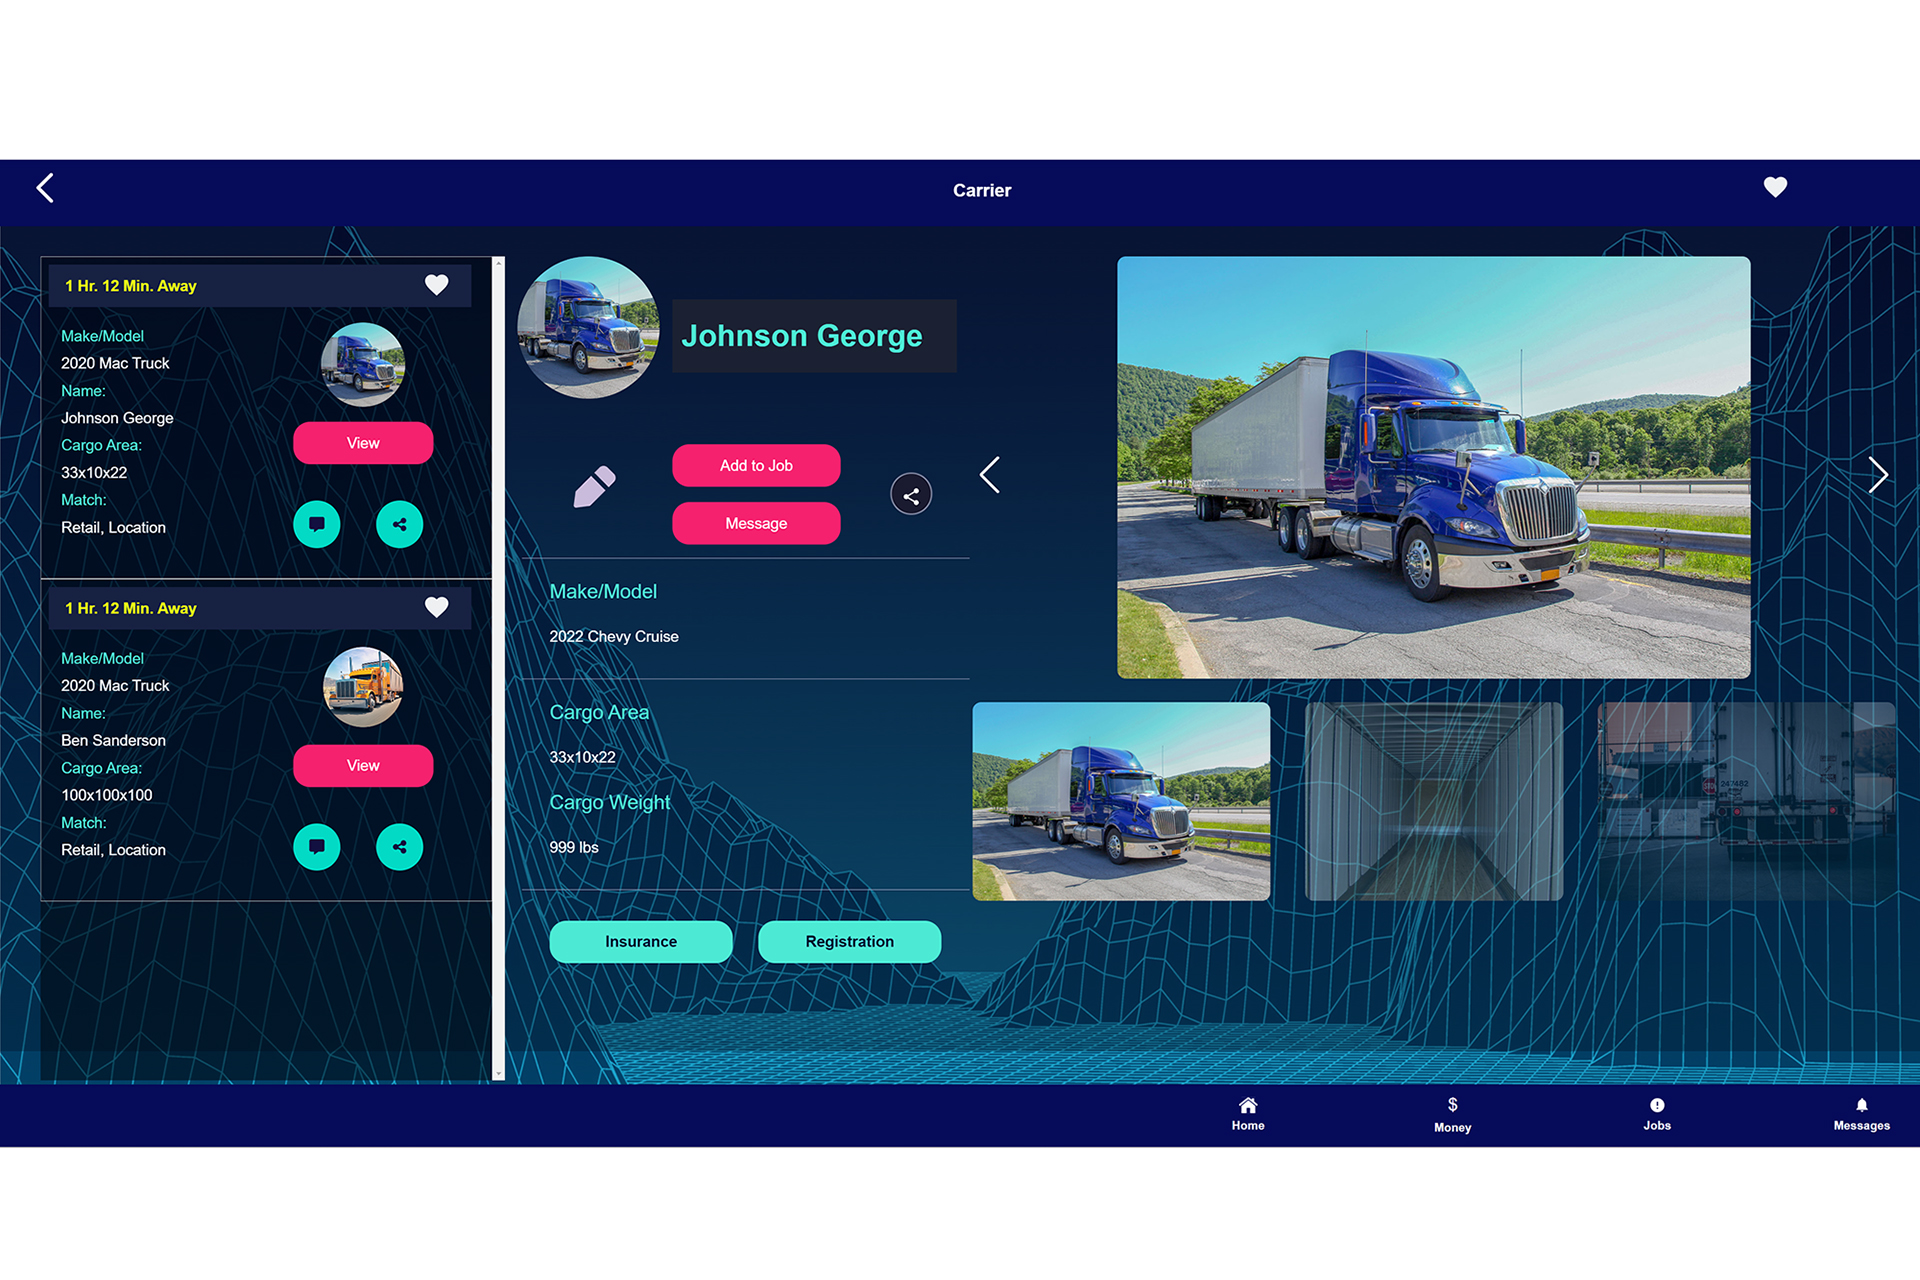 Carrier
1 Hr. 12 Min. Away
Make/Model
2020 Mac Truck
Name:
Johnson George
Cargo Area:
33x10x22
Match:
Retail, Location
View
1 Hr. 12 Min. Away
Make/Model
2020 Mac Truck
Name:
Ben Sanderson
Cargo Area:
100x100x100
Match:
Retail, Location
View
Johnson George
Add to Job
Message
Make/Model
2022 Chevy Cruise
Cargo Area
33x10x22
Cargo Weight
999 lbs
Insurance
Registration
247482
Home
$
Money
Jobs
Messages